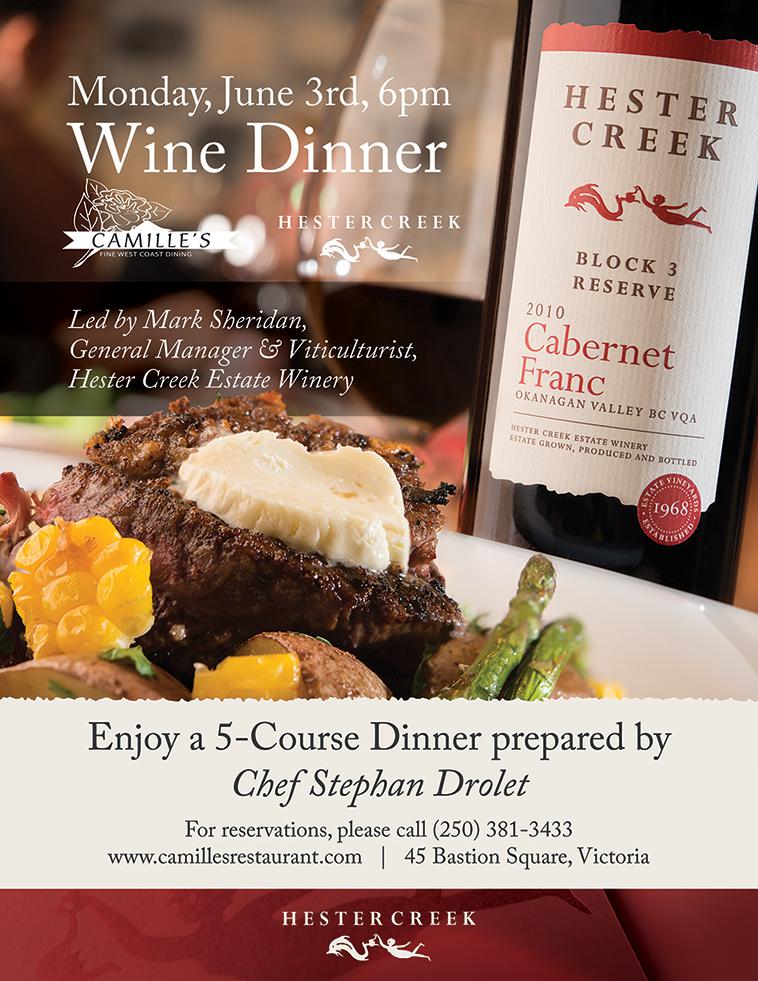 Monday, June 3rd, 6pm
Wine Dinner
CAMILLE'S
FINE WEST COAST DINING
HESTER CREEK
Led by Mark Sheridan,
General Manager & Viticulturist,
Hester Creek Estate Winery
HESTER
CREEK
BLOCK 3
RESERVE
2010
Cabernet
Franc
OKANAGAN VALLEY BC VQA
HESTER CREEK ESTATE WINERY
ESTATE GROWN, PRODUCED AND BOTTLED
ESTATE VINEYARDS
1968
ESTABLISHED
Enjoy a 5-Course Dinner prepared by
Chef Stephan Drolet
For reservations, please call (250) 381-3433
www.camillesrestaurant.com | 45 Bastion Square, Victoria
HESTER CREEK